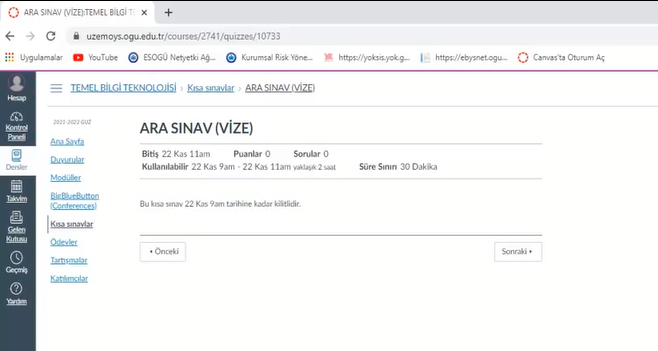 ARA SINAV (VİZE):TEMEL BİLGİ TE
uzemoys.ogu.edu.tr/courses/2741/quizzes/10733
Uygulamalar YouTube ESOGÜ Netyetki Ağ... Kurumsal Risk Yöne... https://yoksis.yok.g... https://ebysnet.ogu... Canvas'ta Oturum Aç
Hesap
Kontrol
Paneli
Dersler
Takvim
Gelen
Kutusu
Geçmiş
Yardım
TEMEL BİLGİ TEKNOLOJİSİ › Kısa sınavlar › ARA SINAV (VİZE)
2021-2022 GÜZ
Ana Sayfa
Duyurular
Modüller
BirBlueButton
(Conferences)
Kısa sınavlar
Ödevler
Tartışmalar
Katılımcılar
ARA SINAV (VİZE)
Bitiş 22 Kas 11am Puanlar 0 Sorular 0
Kullanılabilir 22 Kas 9am - 22 Kas 11am yaklaşık 2 saat Süre Sınırı 30 Dakika
Bu kısa sınav 22 Kas 9am tarihine kadar kilitlidir.
Önceki Sonraki